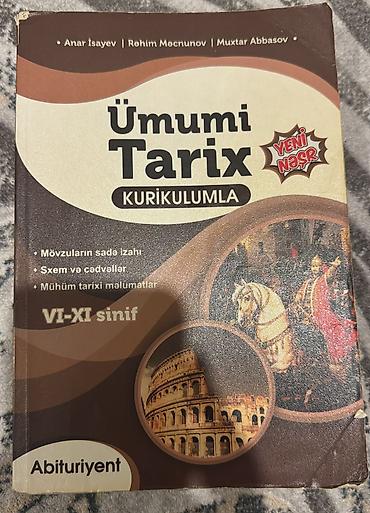 • Anar İsayev | Rəhim Məcnunov | Muxtar Abbasov •
Ümumi
Tarix
YENİ
NƏŞR
KURİKULUMLA
• Mövzuların sadə izahı
• Sxem və cədvəllər
• Mühüm tarixi məlumatlar
VI-XI sinif
Abituriyent